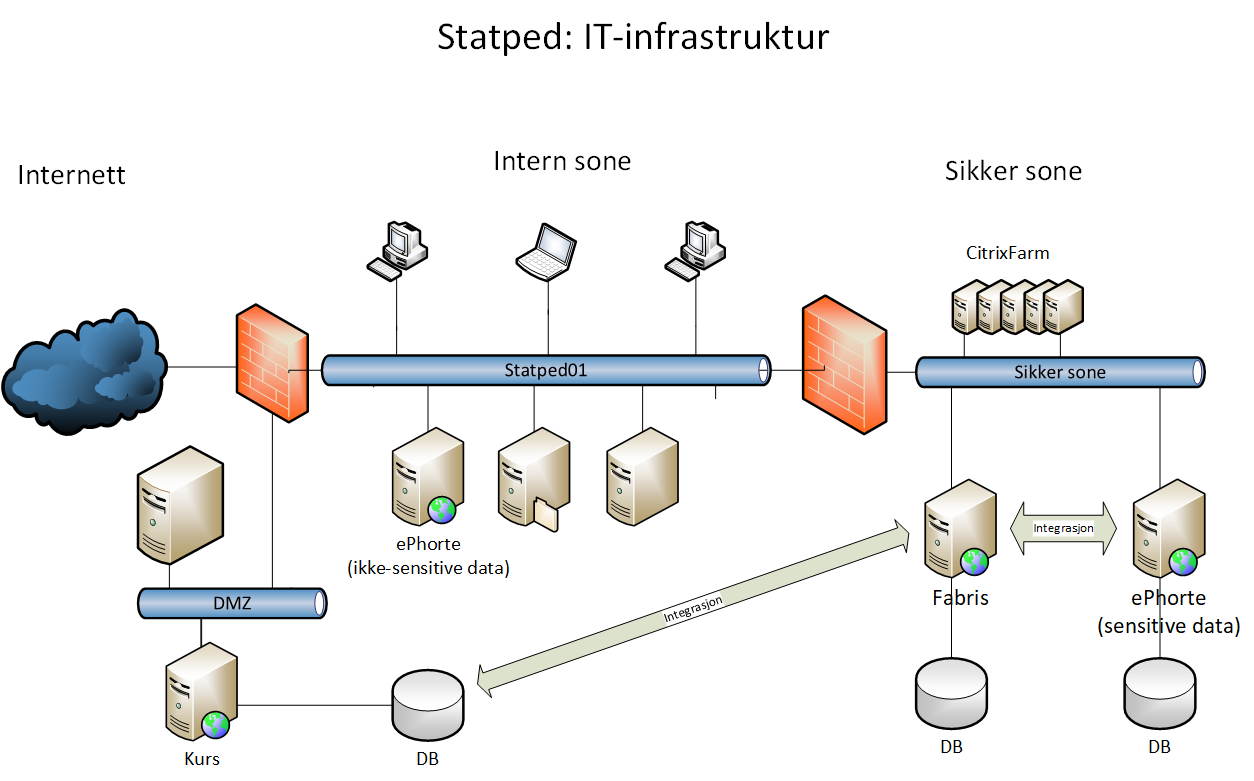 Statped: IT-infrastruktur
Internett
Intern sone
Sikker sone
CitrixFarm
Statped01
Sikker sone
ePhorte
(ikke-sensitive data)
Integrasjon
Fabris
ePhorte
(sensitive data)
DMZ
Integrasjon
Kurs
DB
DB
DB